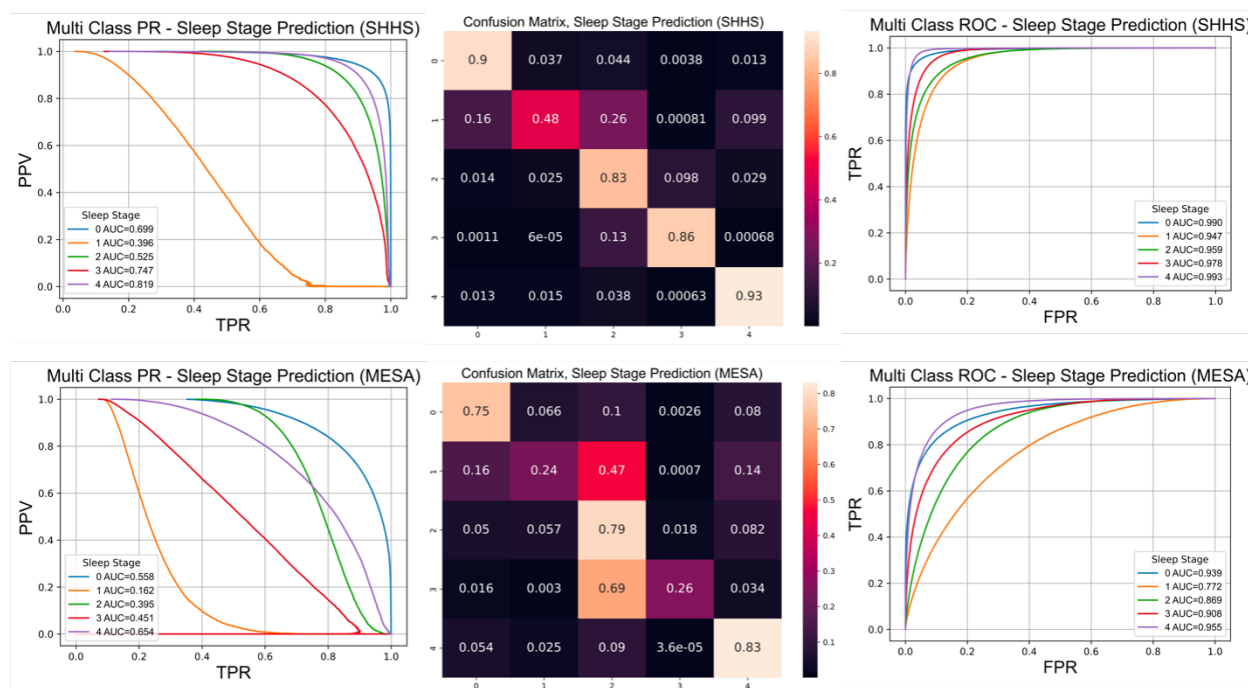 Multi Class PR - Sleep Stage Prediction (SHHS)
PPV
1.0
0.8
0.6
0.4
0.2
0.0
Sleep Stage
0 AUC=0.699
1 AUC=0.396
2 AUC=0.525
3 AUC=0.747
4 AUC=0.819
0.0 0.2 0.4 0.6 0.8 1.0
TPR
Confusion Matrix, Sleep Stage Prediction (SHHS)
0 0.9 0.037 0.044 0.0038 0.013
1 0.16 0.48 0.26 0.00081 0.099
2 0.014 0.025 0.83 0.098 0.029
3 0.0011 6e-05 0.13 0.86 0.00068
4 0.013 0.015 0.038 0.00063 0.93
0 1 2 3 4
0.8
0.6
0.4
0.2
Multi Class ROC - Sleep Stage Prediction (SHHS)
TPR
1.0
0.8
0.6
0.4
0.2
0.0
Sleep Stage
0 AUC=0.990
1 AUC=0.947
2 AUC=0.959
3 AUC=0.978
4 AUC=0.993
0.0 0.2 0.4 0.6 0.8 1.0
FPR
Multi Class PR - Sleep Stage Prediction (MESA)
PPV
1.0
0.8
0.6
0.4
0.2
0.0
Sleep Stage
0 AUC=0.558
1 AUC=0.162
2 AUC=0.395
3 AUC=0.451
4 AUC=0.654
0.0 0.2 0.4 0.6 0.8 1.0
TPR
Confusion Matrix, Sleep Stage Prediction (MESA)
0 0.75 0.066 0.1 0.0026 0.08
1 0.16 0.24 0.47 0.0007 0.14
2 0.05 0.057 0.79 0.018 0.082
3 0.016 0.003 0.69 0.26 0.034
4 0.054 0.025 0.09 3.6e-05 0.83
0 1 2 3 4
0.8
0.7
0.6
0.5
0.4
0.3
0.2
0.1
Multi Class ROC - Sleep Stage Prediction (MESA)
TPR
1.0
0.8
0.6
0.4
0.2
0.0
Sleep Stage
0 AUC=0.939
1 AUC=0.772
2 AUC=0.869
3 AUC=0.908
4 AUC=0.955
0.0 0.2 0.4 0.6 0.8 1.0
FPR